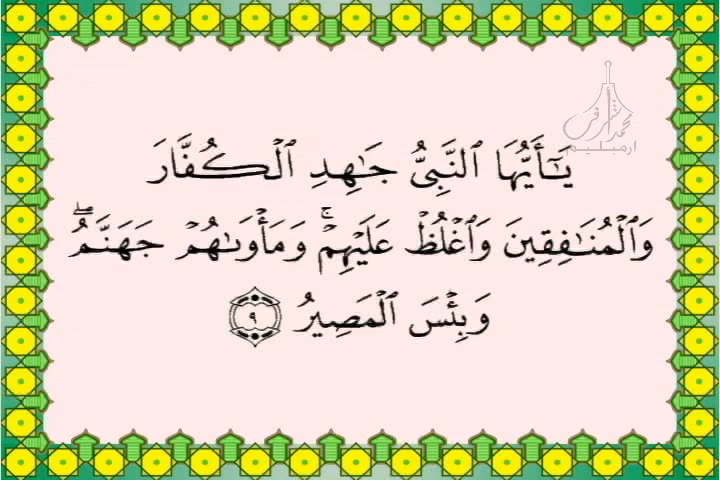 يَٰٓأَيُّهَا ٱلنَّبِىُّ جَٰهِدِ ٱلْكُفَّارَ
وَٱلْمُنَٰفِقِينَ وَٱغْلُظْ عَلَيْهِمْ ۚ وَمَأْوَىٰهُمْ جَهَنَّمُ ۖ
وَبِئْسَ ٱلْمَصِيرُ ٩